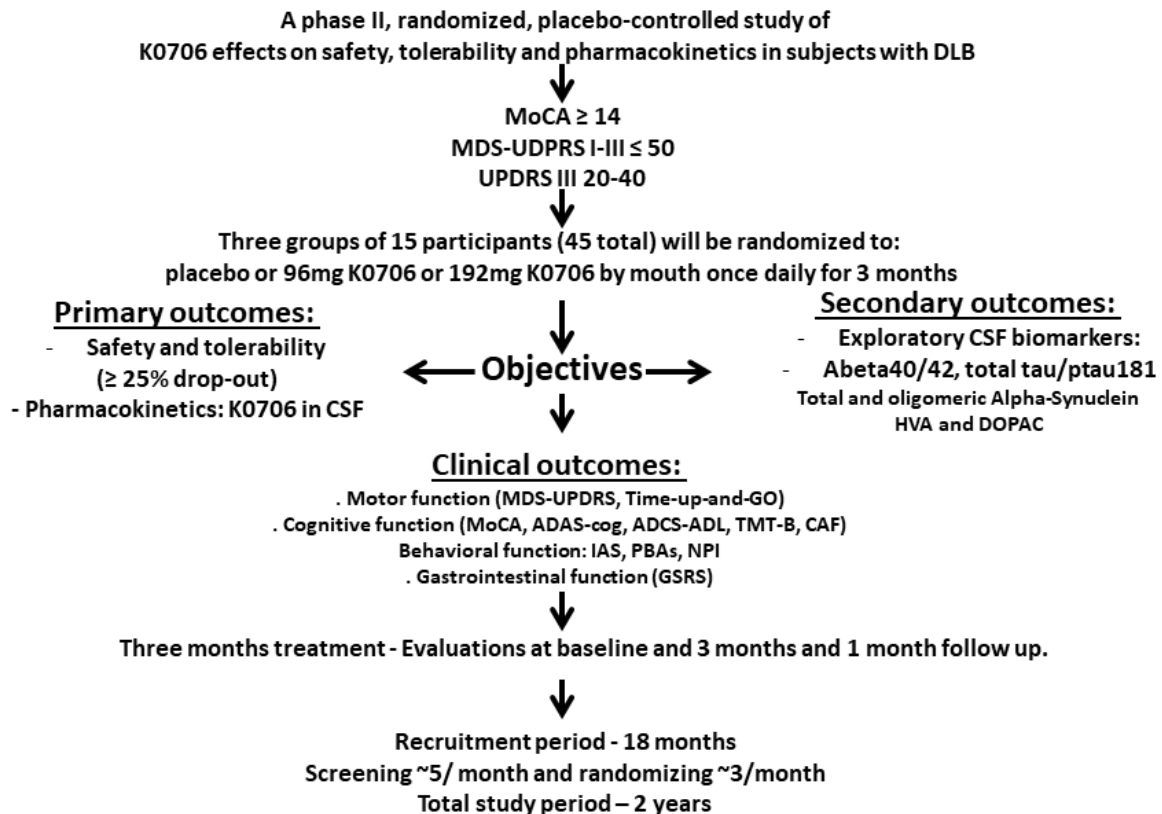 A phase II, randomized, placebo-controlled study of
K0706 effects on safety, tolerability and pharmacokinetics in subjects with DLB
MoCA ≥ 14
MDS-UDPRS I-III ≤ 50
UPDRS III 20-40
Three groups of 15 participants (45 total) will be randomized to:
placebo or 96mg K0706 or 192mg K0706 by mouth once daily for 3 months
Primary outcomes:
- Safety and tolerability
(≥ 25% drop-out)
- Pharmacokinetics: K0706 in CSF
Objectives
Secondary outcomes:
- Exploratory CSF biomarkers:
- Abeta40/42, total tau/ptau181
Total and oligomeric Alpha-Synuclein
HVA and DOPAC
Clinical outcomes:
. Motor function (MDS-UPDRS, Time-up-and-GO)
. Cognitive function (MoCA, ADAS-cog, ADCS-ADL, TMT-B, CAF)
Behavioral function: IAS, PBAs, NPI
. Gastrointestinal function (GSRS)
Three months treatment - Evaluations at baseline and 3 months and 1 month follow up.
Recruitment period - 18 months
Screening ~5/ month and randomizing ~3/month
Total study period – 2 years